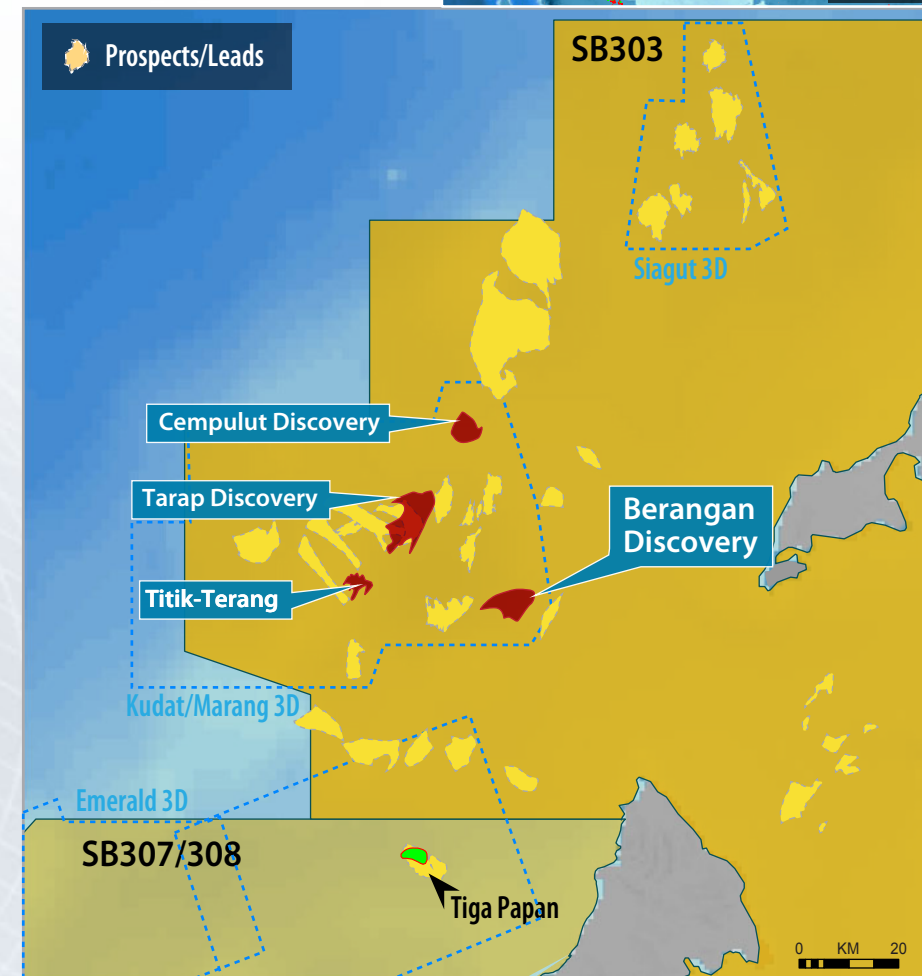 Prospects/Leads
SB303
Siagut 3D
Cempulut Discovery
Tarap Discovery
Berangan
Discovery
Titik-Terang
Kudat/Marang 3D
Emerald 3D
SB307/308
Tiga Papan
0 KM 20